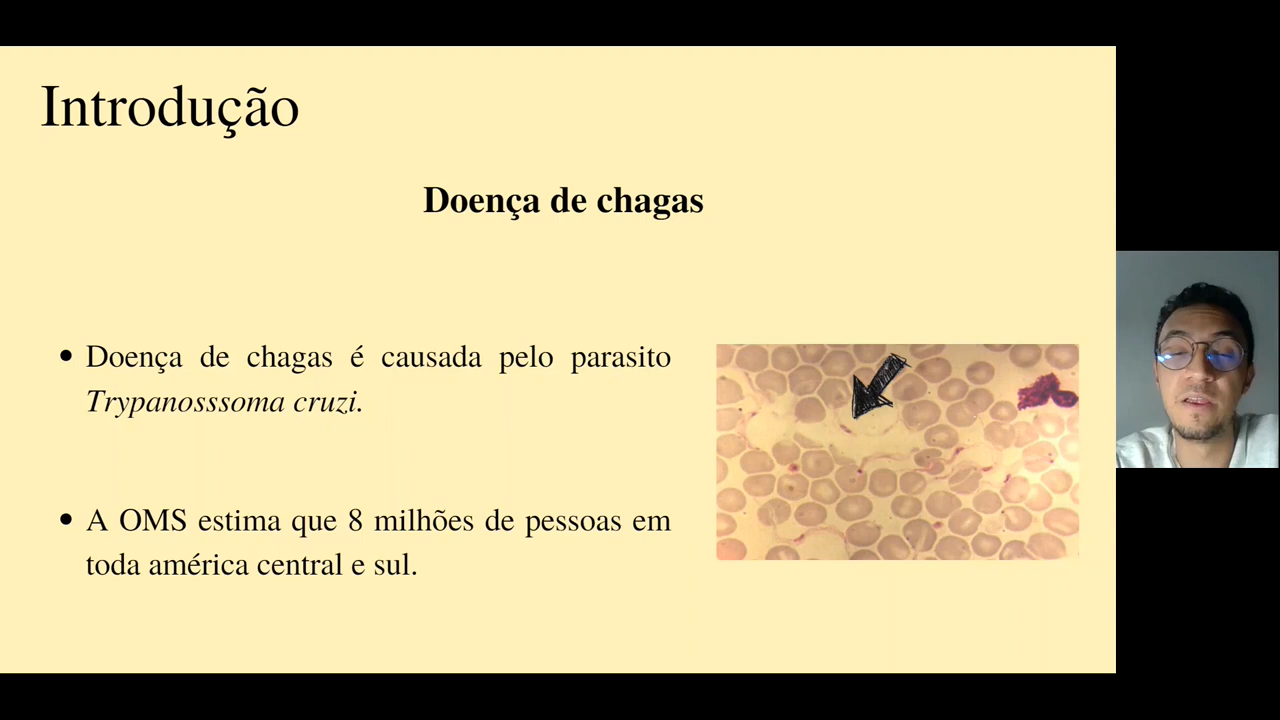 Introdução
Doença de chagas
• Doença de chagas é causada pelo parasito
Trypanosssoma cruzi.
• A OMS estima que 8 milhões de pessoas em
toda américa central e sul.